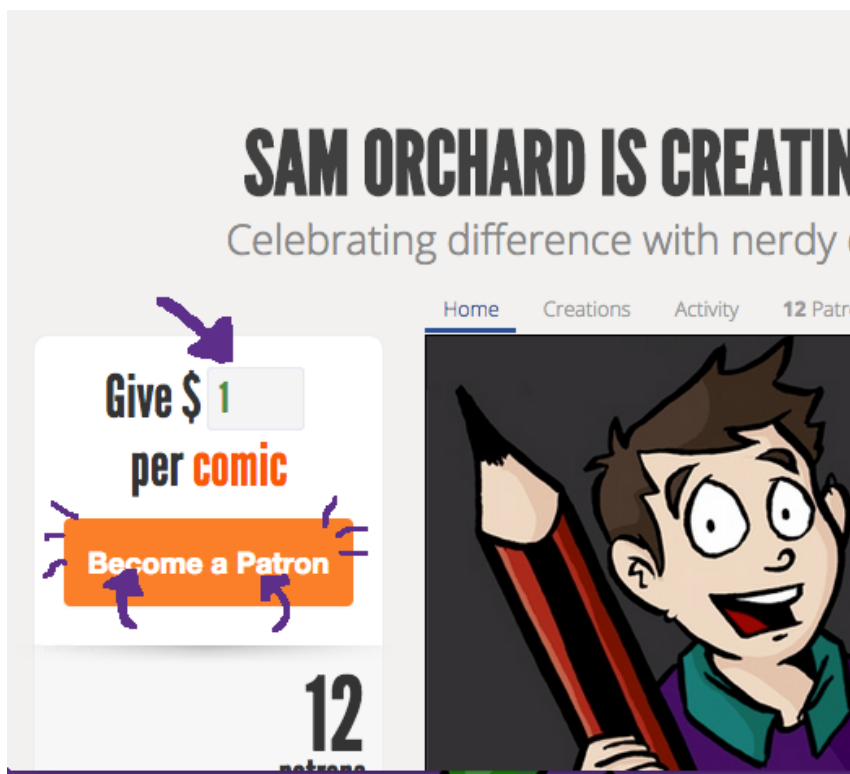 SAM ORCHARD IS CREATIN
Celebrating difference with nerdy
Home Creations Activity 12 Patr
Give $ 1
per comic
Become a Patron
12
patrons